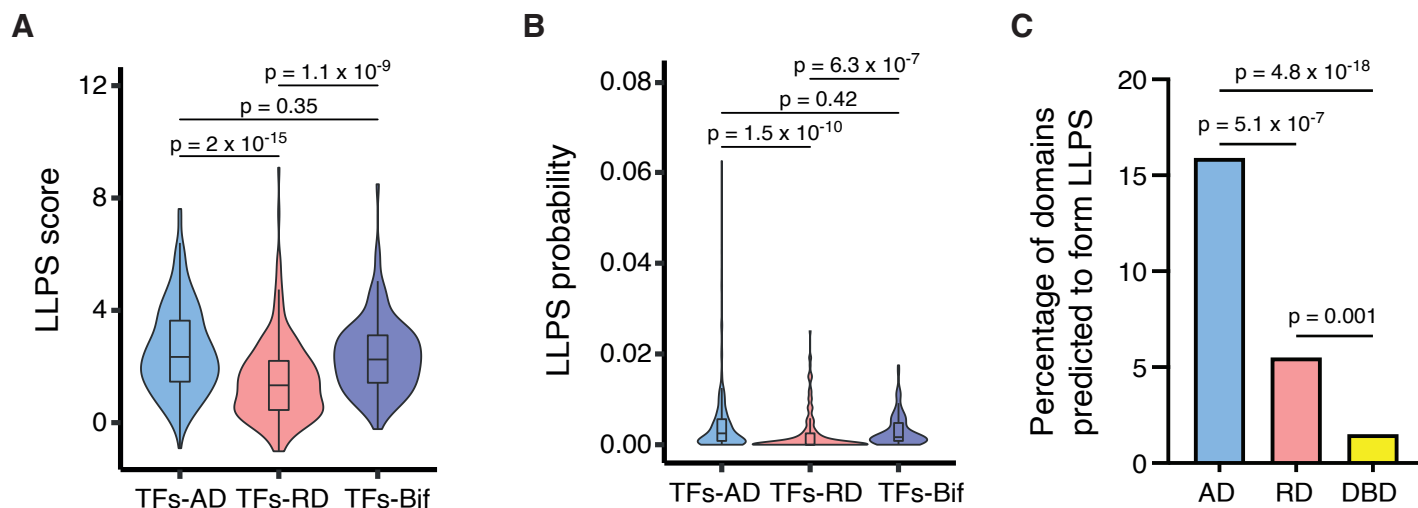 A
LLPS score
12
8
4
0
p = 1.1 x 10-9
p = 0.35
p = 2 x 10-15
TFs-AD TFs-RD TFs-Bif
B
LLPS probability
0.08
0.06
0.04
0.02
0.00
p = 6.3 x 10-7
p = 0.42
p = 1.5 x 10-10
TFs-AD TFs-RD TFs-Bif
C
Percentage of domains
predicted to form LLPS
20
15
10
5
0
p = 4.8 x 10-18
p = 5.1 x 10-7
p = 0.001
AD RD DBD